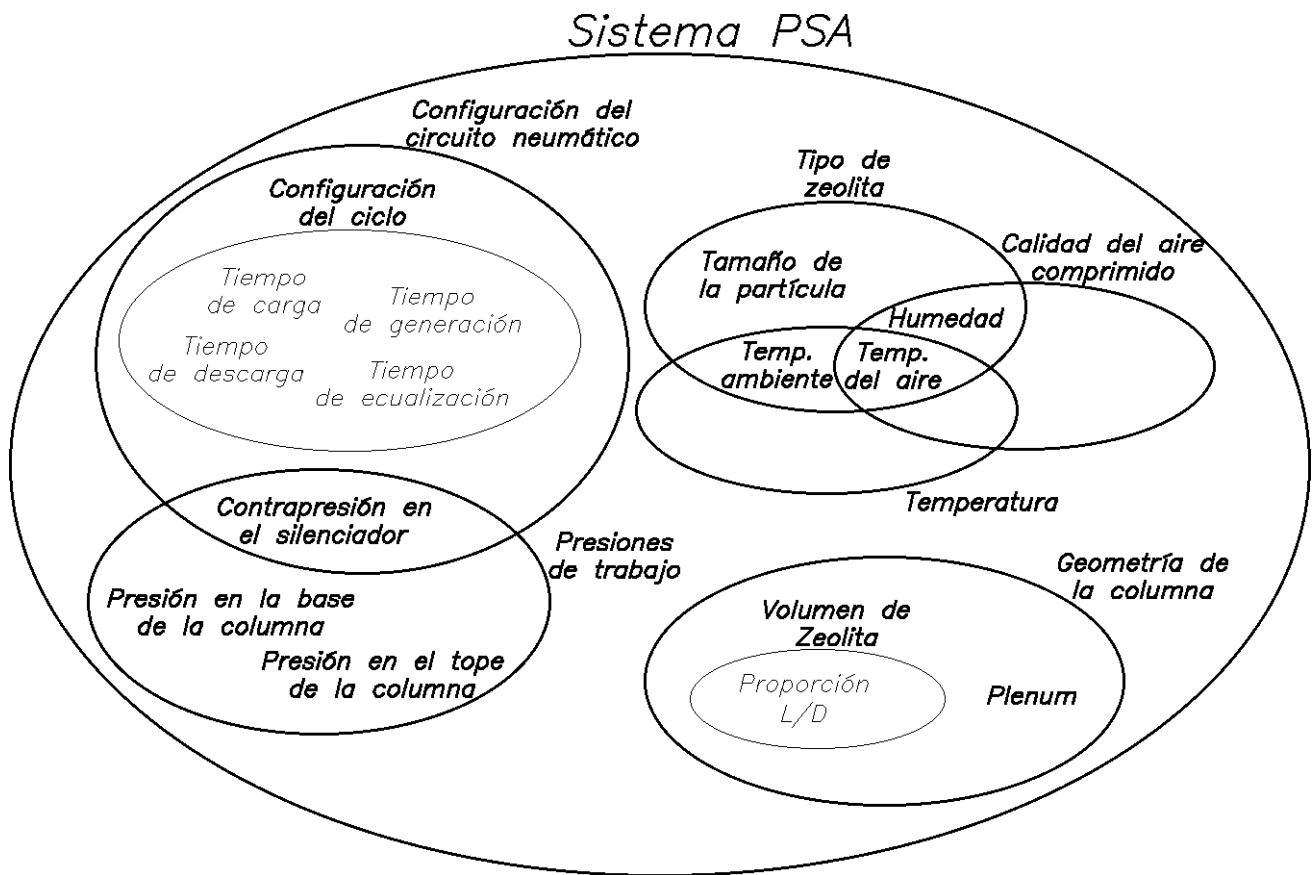 Sistema PSA
Configuración del
circuito neumático
Configuración
del ciclo
Tiempo
de carga
Tiempo
de generación
Tiempo
de descarga
Tiempo
de ecualización
Contrapresión en
el silenciador
Presiones
de trabajo
Presión en la base
de la columna
Presión en el tope
de la columna
Tipo de
zeolita
Tamaño de
la partícula
Calidad del aire
comprimido
Humedad
Temp.
ambiente
Temp.
del aire
Temperatura
Geometría de
la columna
Volumen de
Zeolita
Proporción
L/D
Plenum